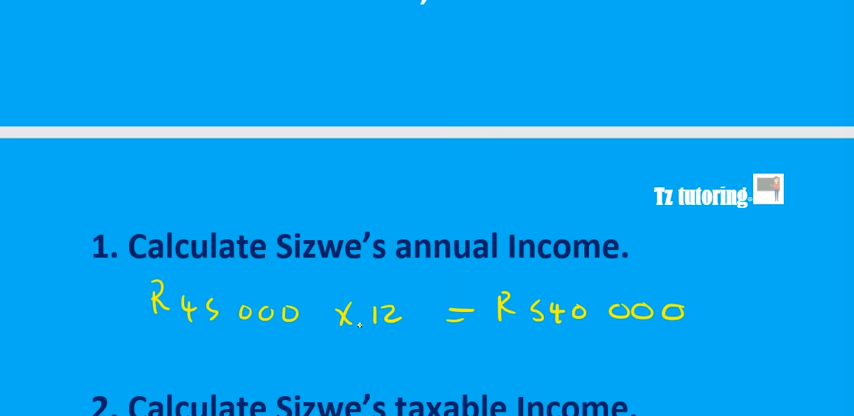 Tz tutoring
1. Calculate Sizwe’s annual Income.
R45 000 X 12 = R540 000
2. Calculate Sizwe’s taxable Income.